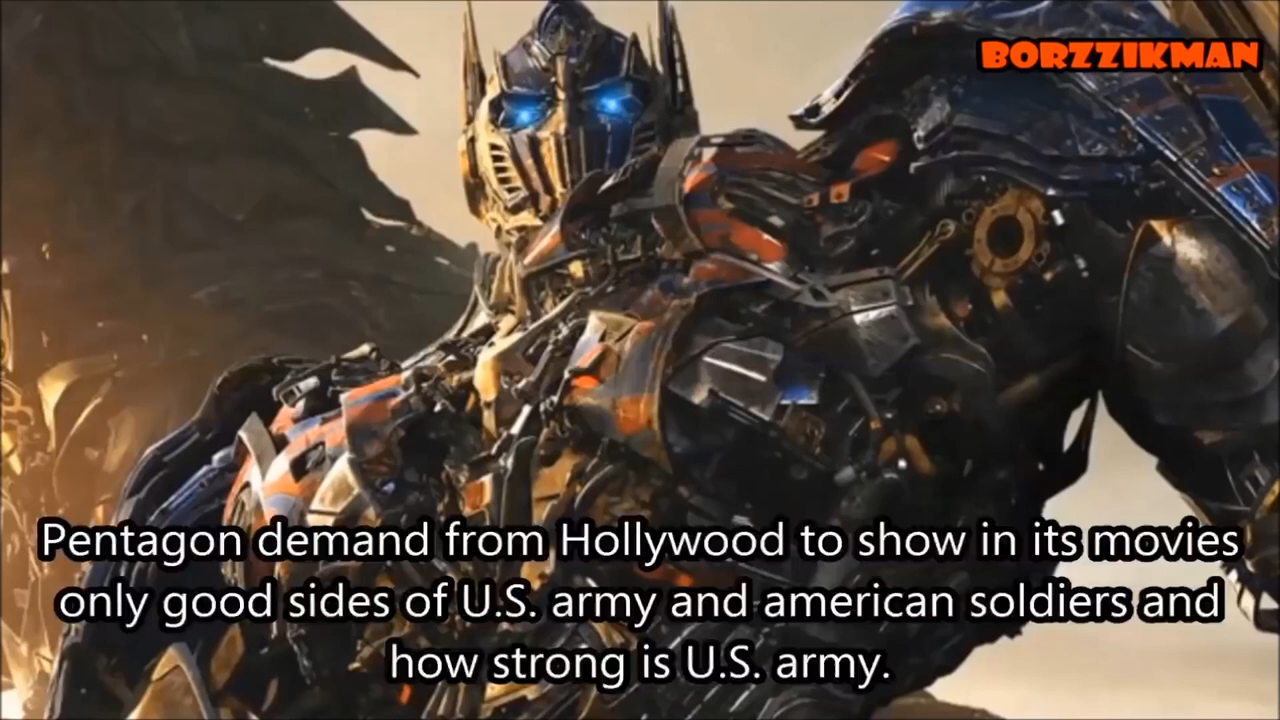 BORZZIKMAN
Pentagon demand from Hollywood to show in its movies
only good sides of U.S. army and american soldiers and
how strong is U.S. army.